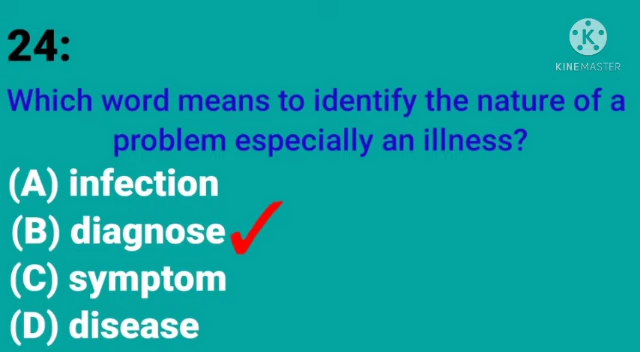 24:
K
KINEMASTER
Which word means to identify the nature of a
problem especially an illness?
(A) infection
(B) diagnose
(C) symptom
(D) disease